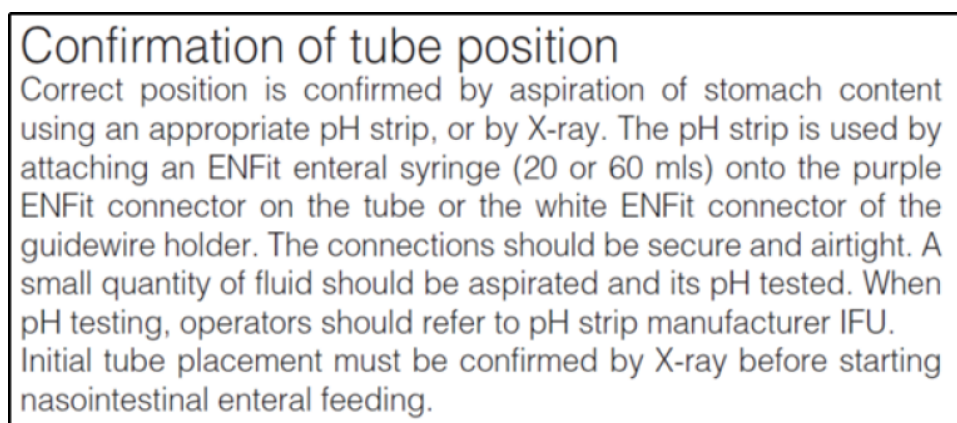 Confirmation of tube position
Correct position is confirmed by aspiration of stomach content
using an appropriate pH strip, or by X-ray. The pH strip is used by
attaching an ENFit enteral syringe (20 or 60 mls) onto the purple
ENFit connector on the tube or the white ENFit connector of the
guidewire holder. The connections should be secure and airtight. A
small quantity of fluid should be aspirated and its pH tested. When
pH testing, operators should refer to pH strip manufacturer IFU.
Initial tube placement must be confirmed by X-ray before starting
nasointestinal enteral feeding.